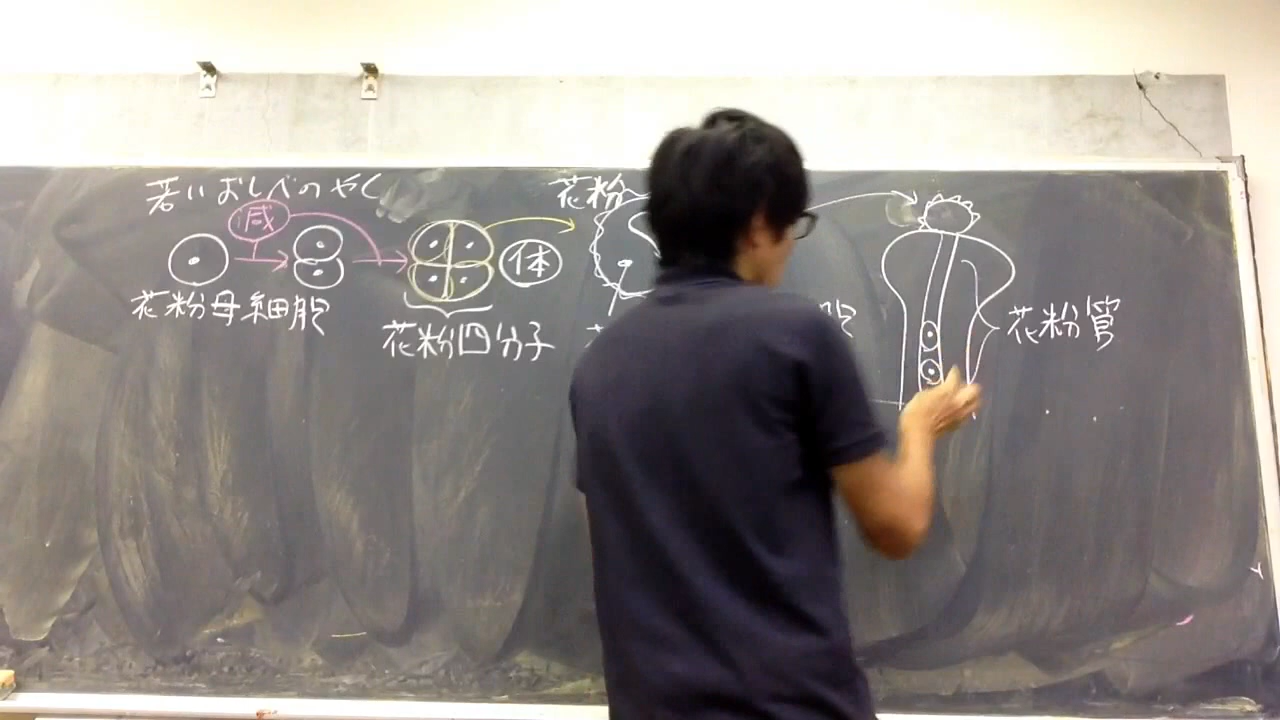 若いおしべのやく
減
花粉母細胞
花粉四分子
体
花粉
胞
花粉管